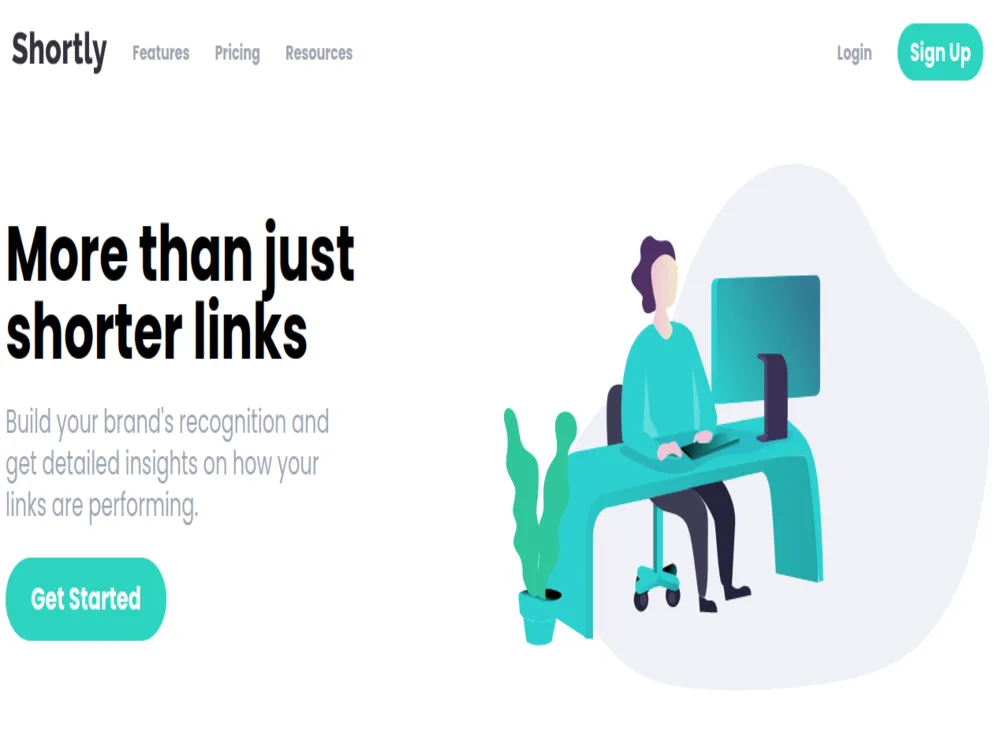 Shortly Features Pricing Resources Login Sign Up
More than just
shorter links
Build your brand's recognition and
get detailed insights on how your
links are performing.
Get Started